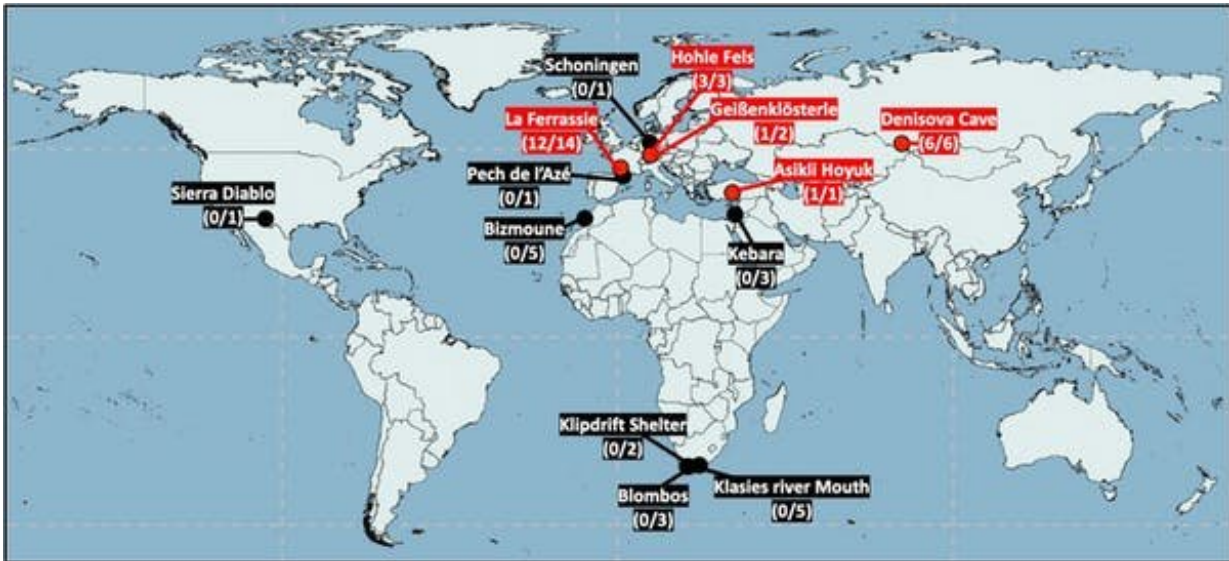 Schoningen
(0/1)
Hohle Fels
(3/3)
La Ferrassie
(12/14)
Geißenklösterle
(1/2)
Denisova Cave
(6/6)
Pech de l'Azé
(0/1)
Asikli Hoyuk
(1/1)
Sierra Diablo
(0/1)
Bizmoune
(0/5)
Kebara
(0/3)
Klipdrift Shelter
(0/2)
Blombos
(0/3)
Klasies river Mouth
(0/5)